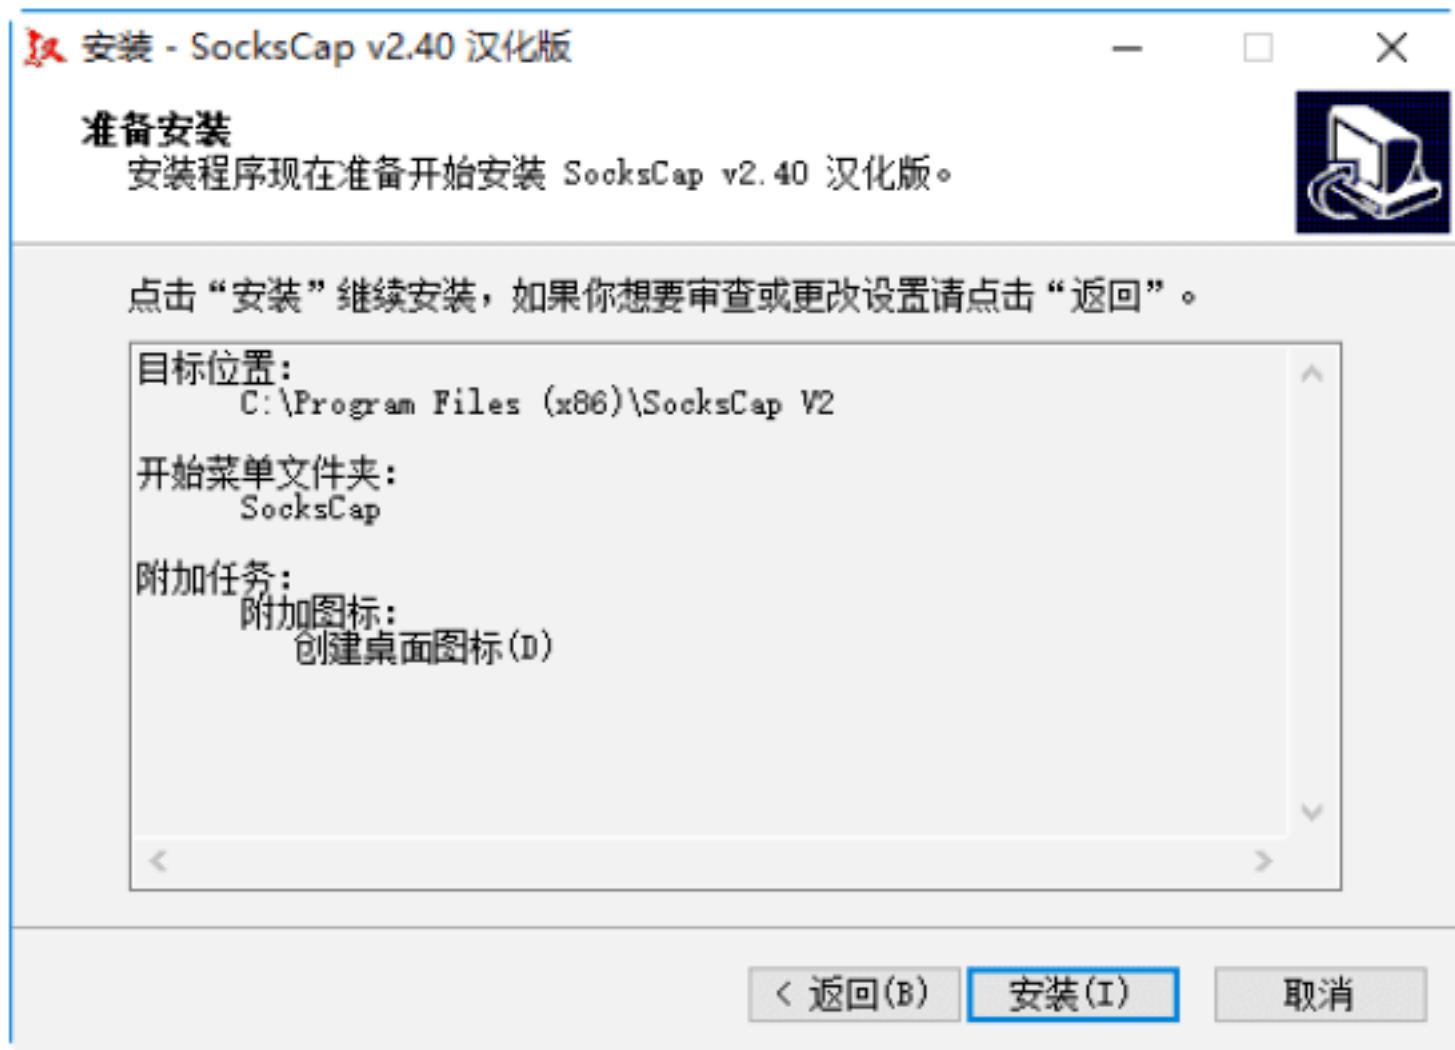 安装 - SocksCap v2.40 汉化版
准备安装
安装程序现在准备开始安装 SocksCap v2.40 汉化版。
点击“安装”继续安装，如果你想要审查或更改设置请点击“返回”。
目标位置：
C:\Program Files (x86)\SocksCap V2
开始菜单文件夹：
SocksCap
附加任务：
附加图标：
创建桌面图标(D)
< 返回(B)
安装(I)
取消